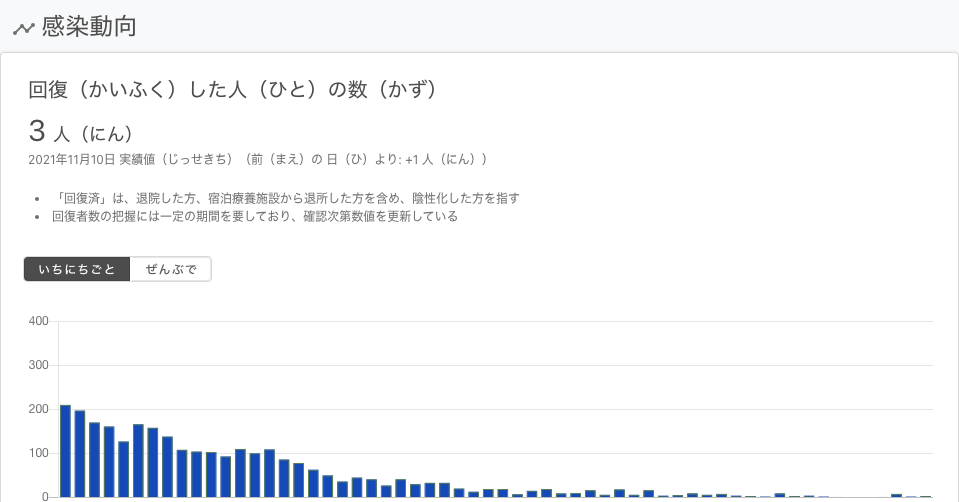 感染動向
回復（かいふく）した人（ひと）の数（かず）
3 人（にん）
2021年11月10日 実績値（じっせきち）（前（まえ）の 日（ひ）より: +1 人（にん））
• 「回復済」は、退院した方、宿泊療養施設から退所した方を含め、陰性化した方を指す
• 回復者数の把握には一定の期間を要しており、確認次第数値を更新している
いちにちごと ぜんぶで
400
300
200
100
0